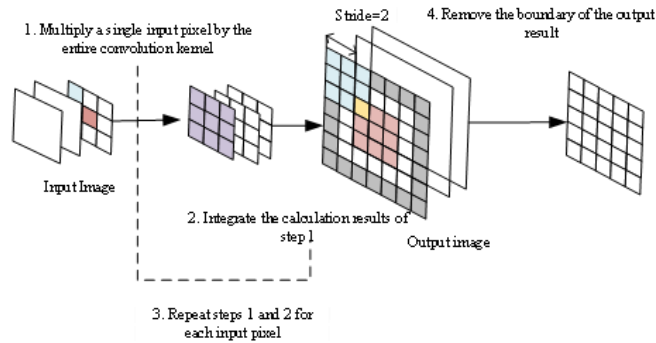 1. Multiply a single input pixel by the
entire convolution kernel
Stride=2
4. Remove the boundary of the output
result
Input Image
2. Integrate the calculation results of
step 1
Output image
3. Repeat steps 1 and 2 for
each input pixel